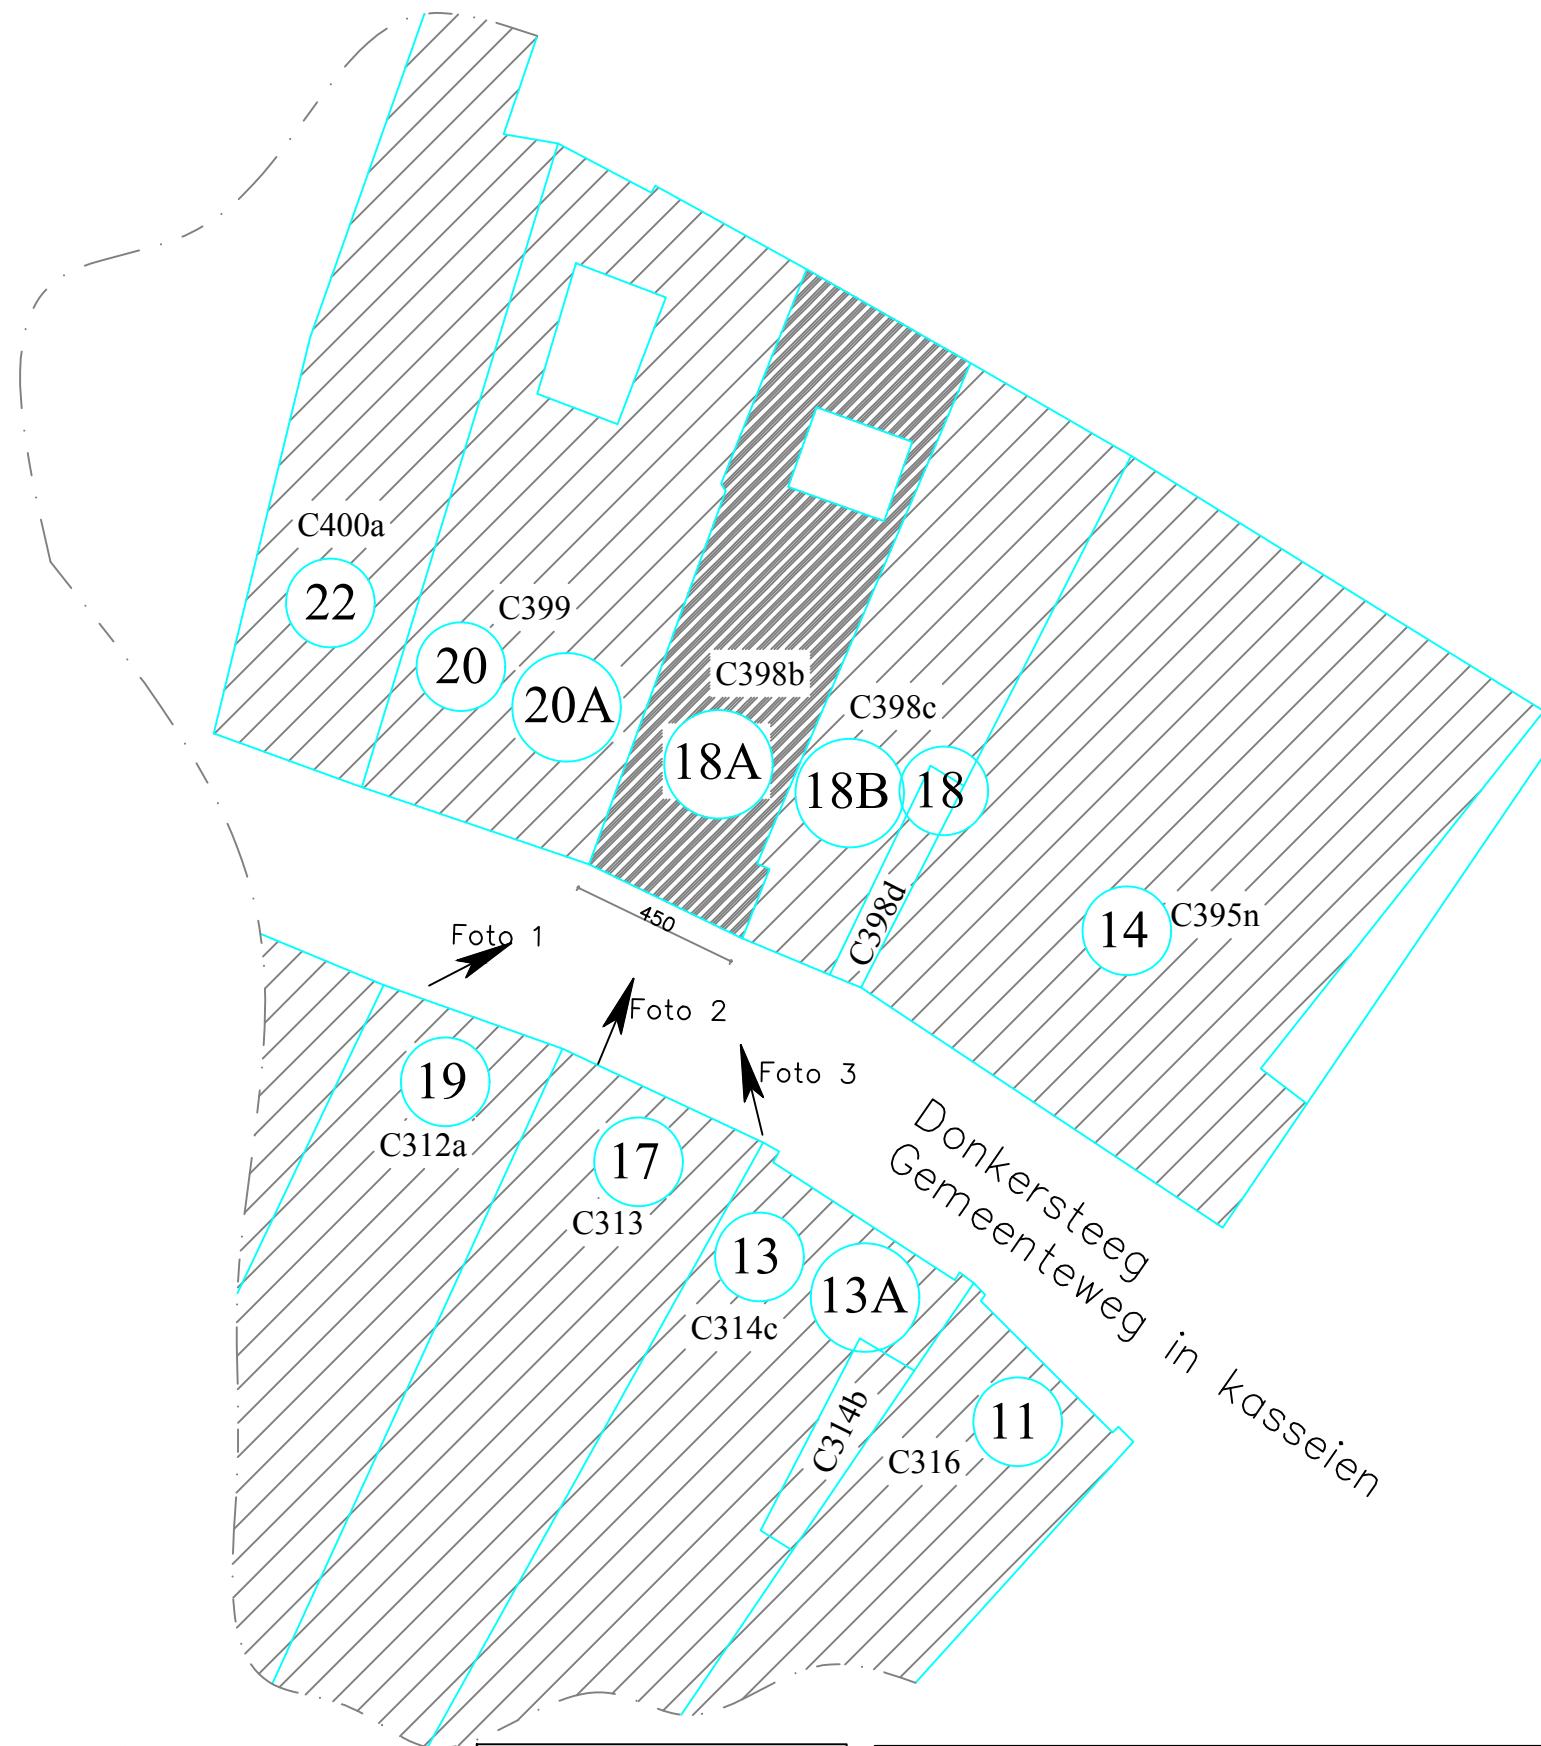 C400a
22
C399
20
20A
C398b
18A
C398c
18B
18
C398d
14
C395n
450
Foto 1
Foto 2
Foto 3
19
C312a
17
C313
13
C314c
13A
C314b
11
C316
Donkersteeg
Gemeenteweg in kasseien